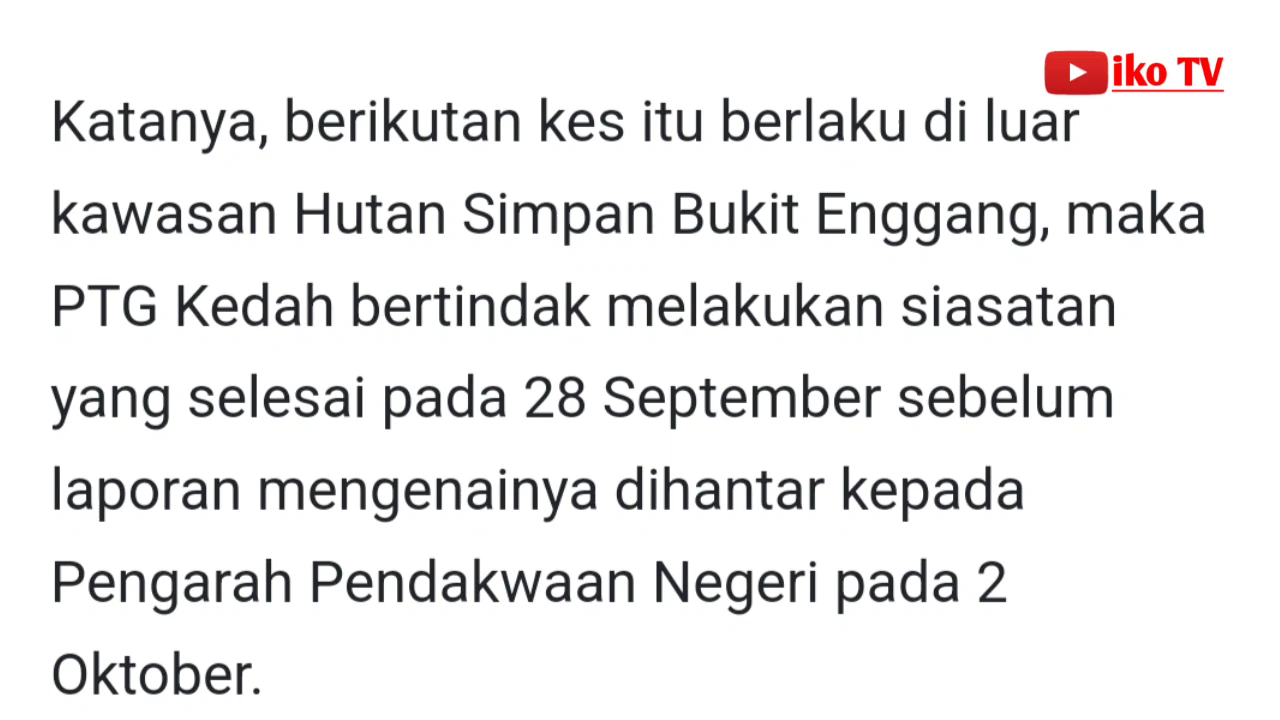 iko TV
Katanya, berikutan kes itu berlaku di luar
kawasan Hutan Simpan Bukit Enggang, maka
PTG Kedah bertindak melakukan siasatan
yang selesai pada 28 September sebelum
laporan mengenainya dihantar kepada
Pengarah Pendakwaan Negeri pada 2
Oktober.